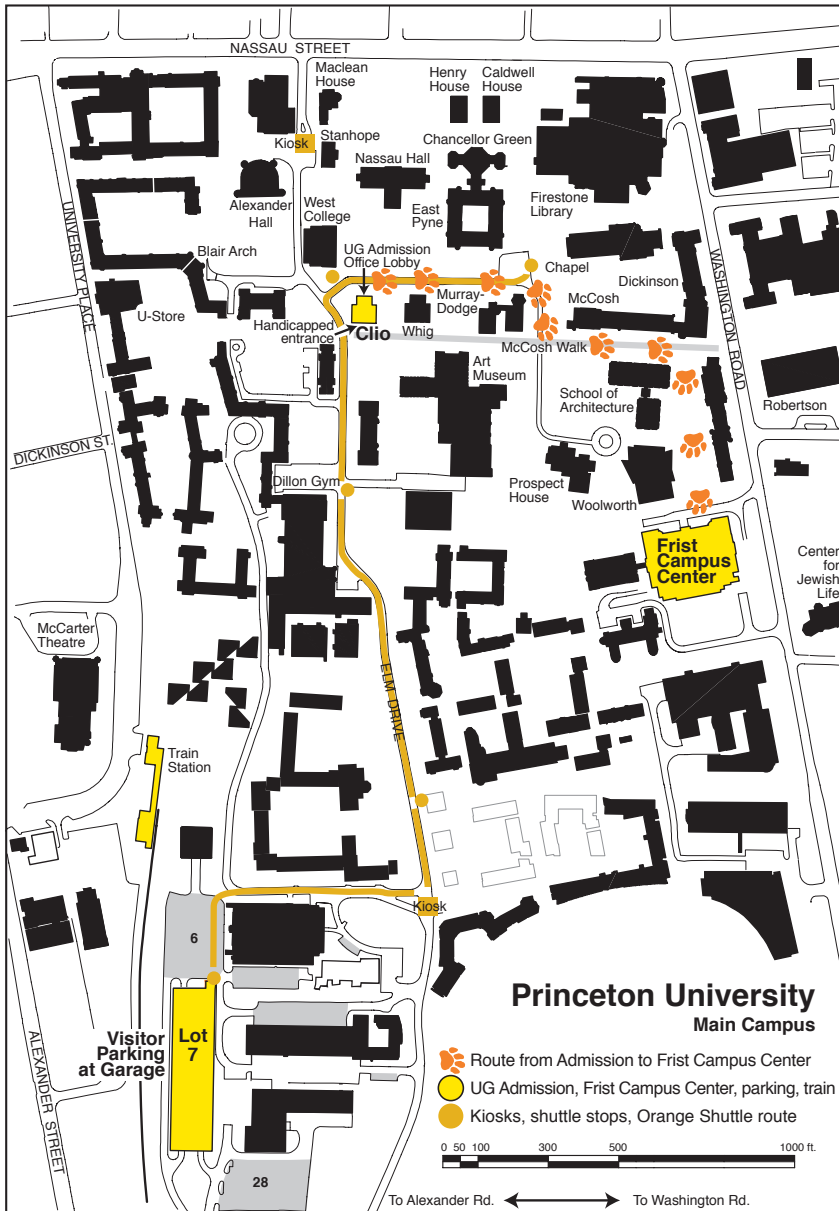 NASSAU STREET
Maclean
House
Henry
House
Caldwell
House
Kiosk
Stanhope
Chancellor Green
Nassau Hall
Alexander
Hall
West
College
East
Pyne
Firestone
Library
UNIVERSITY PLACE
Blair Arch
UG Admission
Office Lobby
Chapel
Dickinson
WASHINGTON ROAD
U-Store
Murray-
Dodge
McCosh
Handicapped
entrance
Clio
Whig
McCosh Walk
Art
Museum
School of
Architecture
Robertson
DICKINSON ST.
Dillon Gym
Prospect
House
Woolworth
Frist
Campus
Center
Center
for
Jewish
Life
McCarter
Theatre
ELM DRIVE
Train
Station
Kiosk
6
Visitor
Parking
at Garage
Lot
7
ALEXANDER STREET
28
Princeton University
Main Campus
Route from Admission to Frist Campus Center
UG Admission, Frist Campus Center, parking, train
Kiosks, shuttle stops, Orange Shuttle route
0 50 100 300 500 1000 ft.
To Alexander Rd. To Washington Rd.